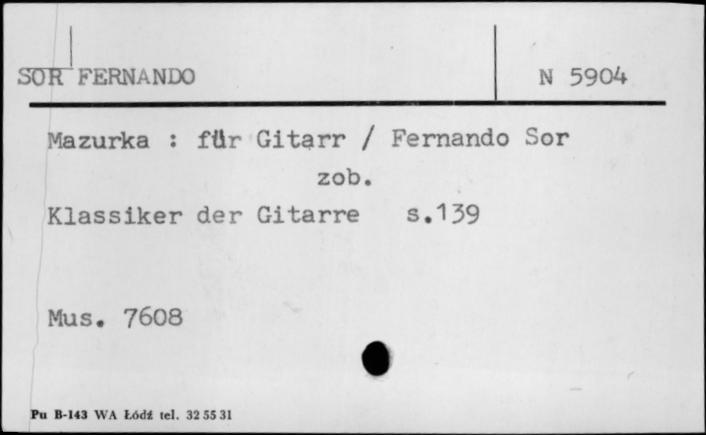 SOR FERNANDO N 5904
Mazurka : für Gitarr / Fernando Sor
zob.
Klassiker der Gitarre s.139
Mus. 7608
Pu B-143 WA Łódź tel. 32 55 31